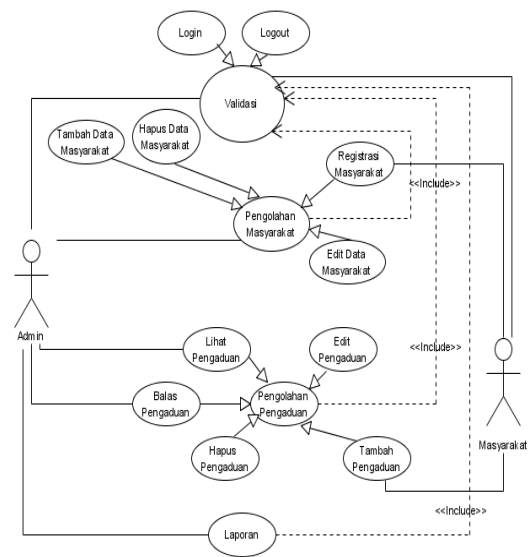 Login
Logout
Validasi
Tambah Data
Masyarakat
Hapus Data
Masyarakat
Registrasi
Masyarakat
<<Include>>
Pengolahan
Masyarakat
Edit Data
Masyarakat
Admin
Lihat
Pengaduan
Edit
Pengaduan
<<Include>>
Balas
Pengaduan
Pengolahan
Pengaduan
Hapus
Pengaduan
Tambah
Pengaduan
Masyarakat
<<Include>>
Laporan